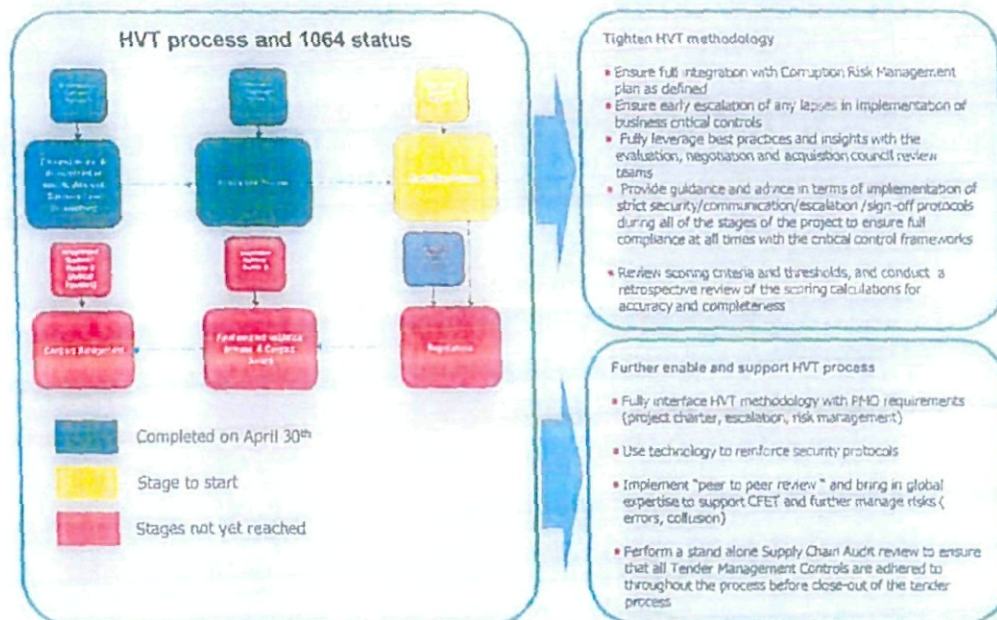 HVT process and 1064 status
Contract Management
Negotiations
Completed on April 30th
Stage to start
Stages not yet reached
Tighten HVT methodology
Ensure full integration with Corruption Risk Management
plan as defined
Ensure early escalation of any lapses in implementation of
business critical controls
Fully leverage best practices and insights with the
evaluation, negotiation and acquisition council review
teams
Provide guidance and advice in terms of implementation of
strict security/communication/escalation/sign-off protocols
during all of the stages of the project to ensure full
compliance at all times with the critical control frameworks
Review scoring criteria and thresholds, and conduct a
retrospective review of the scoring calculations for
accuracy and completeness
Further enable and support HVT process
Fully interface HVT methodology with PMO requirements
(project charter, escalation, risk management)
Use technology to reinforce security protocols
Implement "peer to peer review " and bring in global
expertise to support CFET and further manage risks (
errors, collusion)
Perform a stand alone Supply Chain Audit review to ensure
that all Tender Management Controls are adhered to
throughout the process before close-out of the tender
process